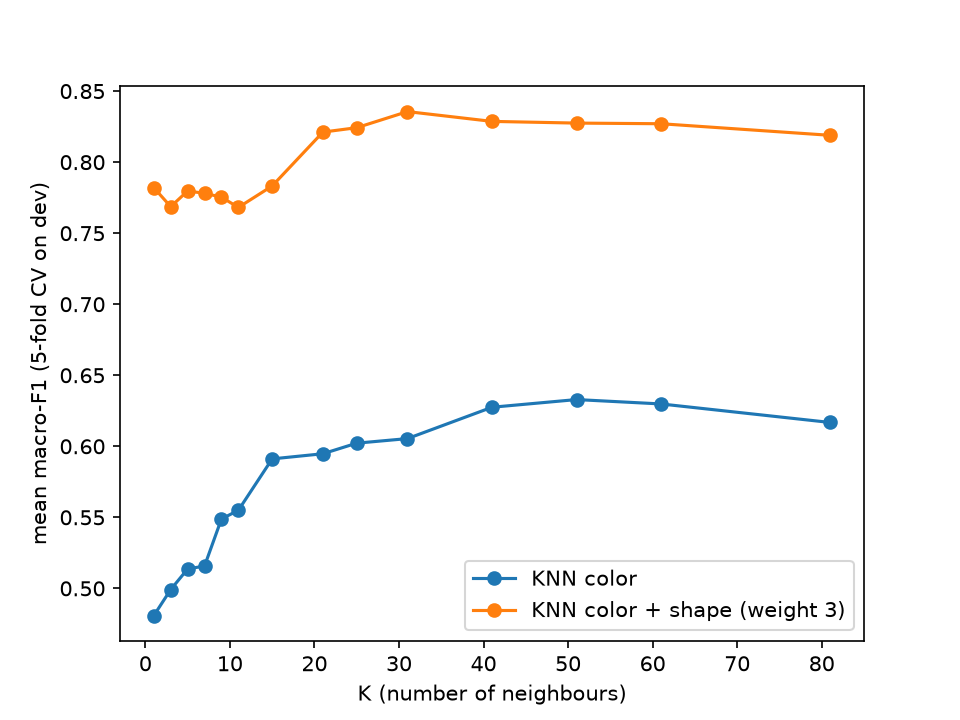 0.85
0.80
0.75
0.70
0.65
0.60
0.55
0.50
mean macro-F1 (5-fold CV on dev)
KNN color
KNN color + shape (weight 3)
0 10 20 30 40 50 60 70 80
K (number of neighbours)